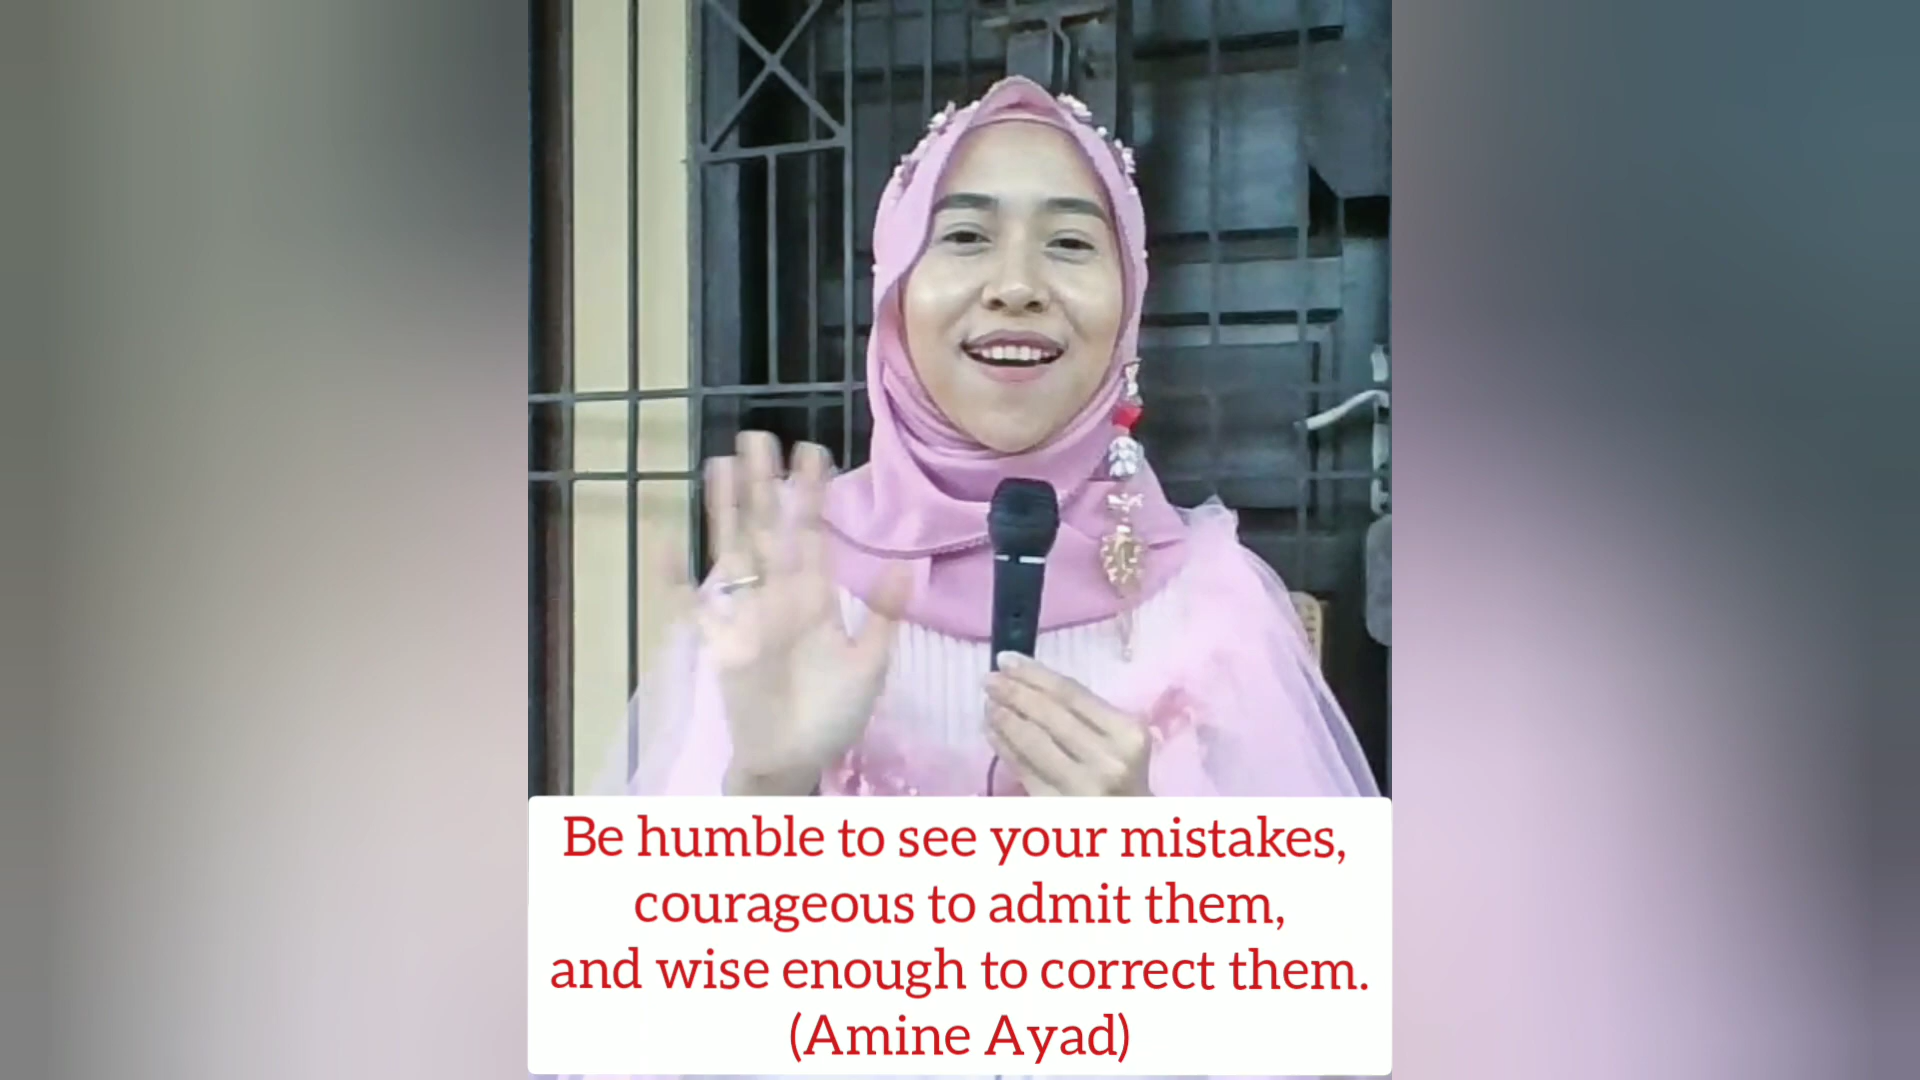 Be humble to see your mistakes,
courageous to admit them,
and wise enough to correct them.
(Amine Ayad)